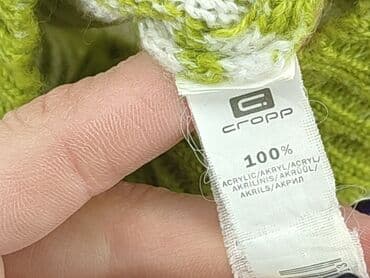 cropp
100%
ACRYLIC/AKRYL/ACRYL/
AKRILINIS/AKRÜÜL/
AKRILS/АКРИЛ